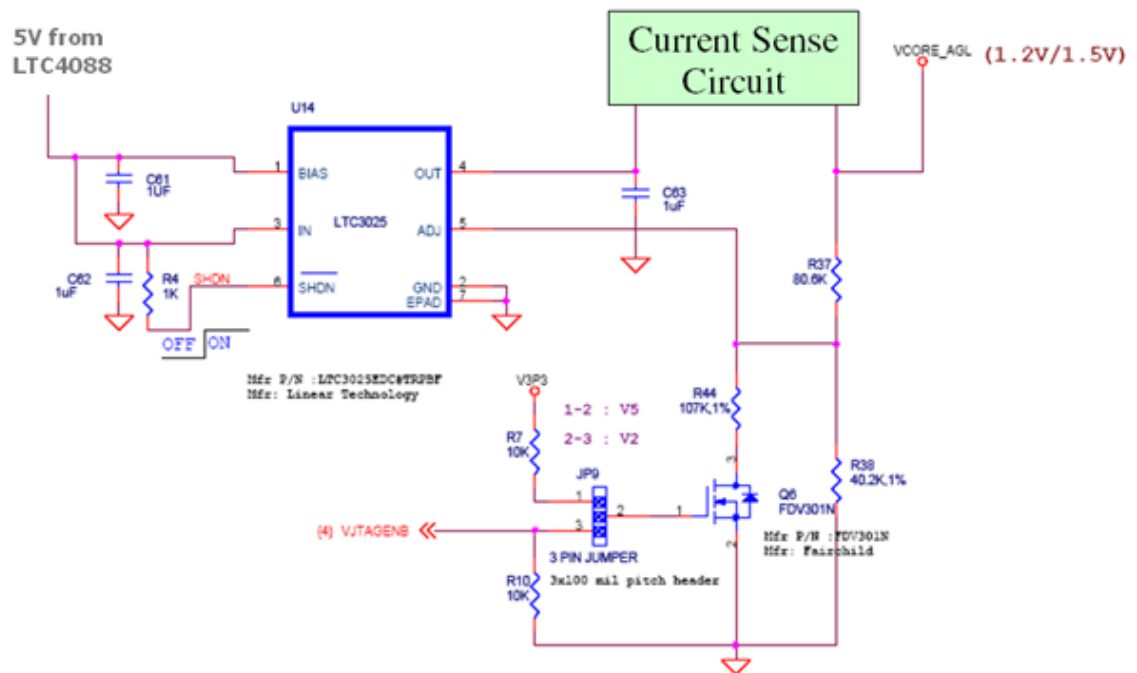 5V from
LTC4088
Current Sense
Circuit
VCORE_AGL (1.2V/1.5V)
U14
C61
1UF
1
BIAS
OUT
4
C63
1uF
LTC3025
3
IN
ADJ
5
C62
1uF
R4
1K
SHDN
6
SHDN
GND
2
EPAD
7
R37
80.6K
OFF
ON
Mfr P/N :LTC3025EDC#TRPBF
Mfr: Linear Technology
V3P3
1-2 : V5
2-3 : V2
R7
10K
R44
107K,1%
JP9
1
2
3
3
1
2
Q6
FDV301N
R38
40.2K,1%
Mfr P/N :FDV301N
Mfr: Fairchild
(4) VJTAGENB
3 PIN JUMPER
3x100 mil pitch header
R10
10K